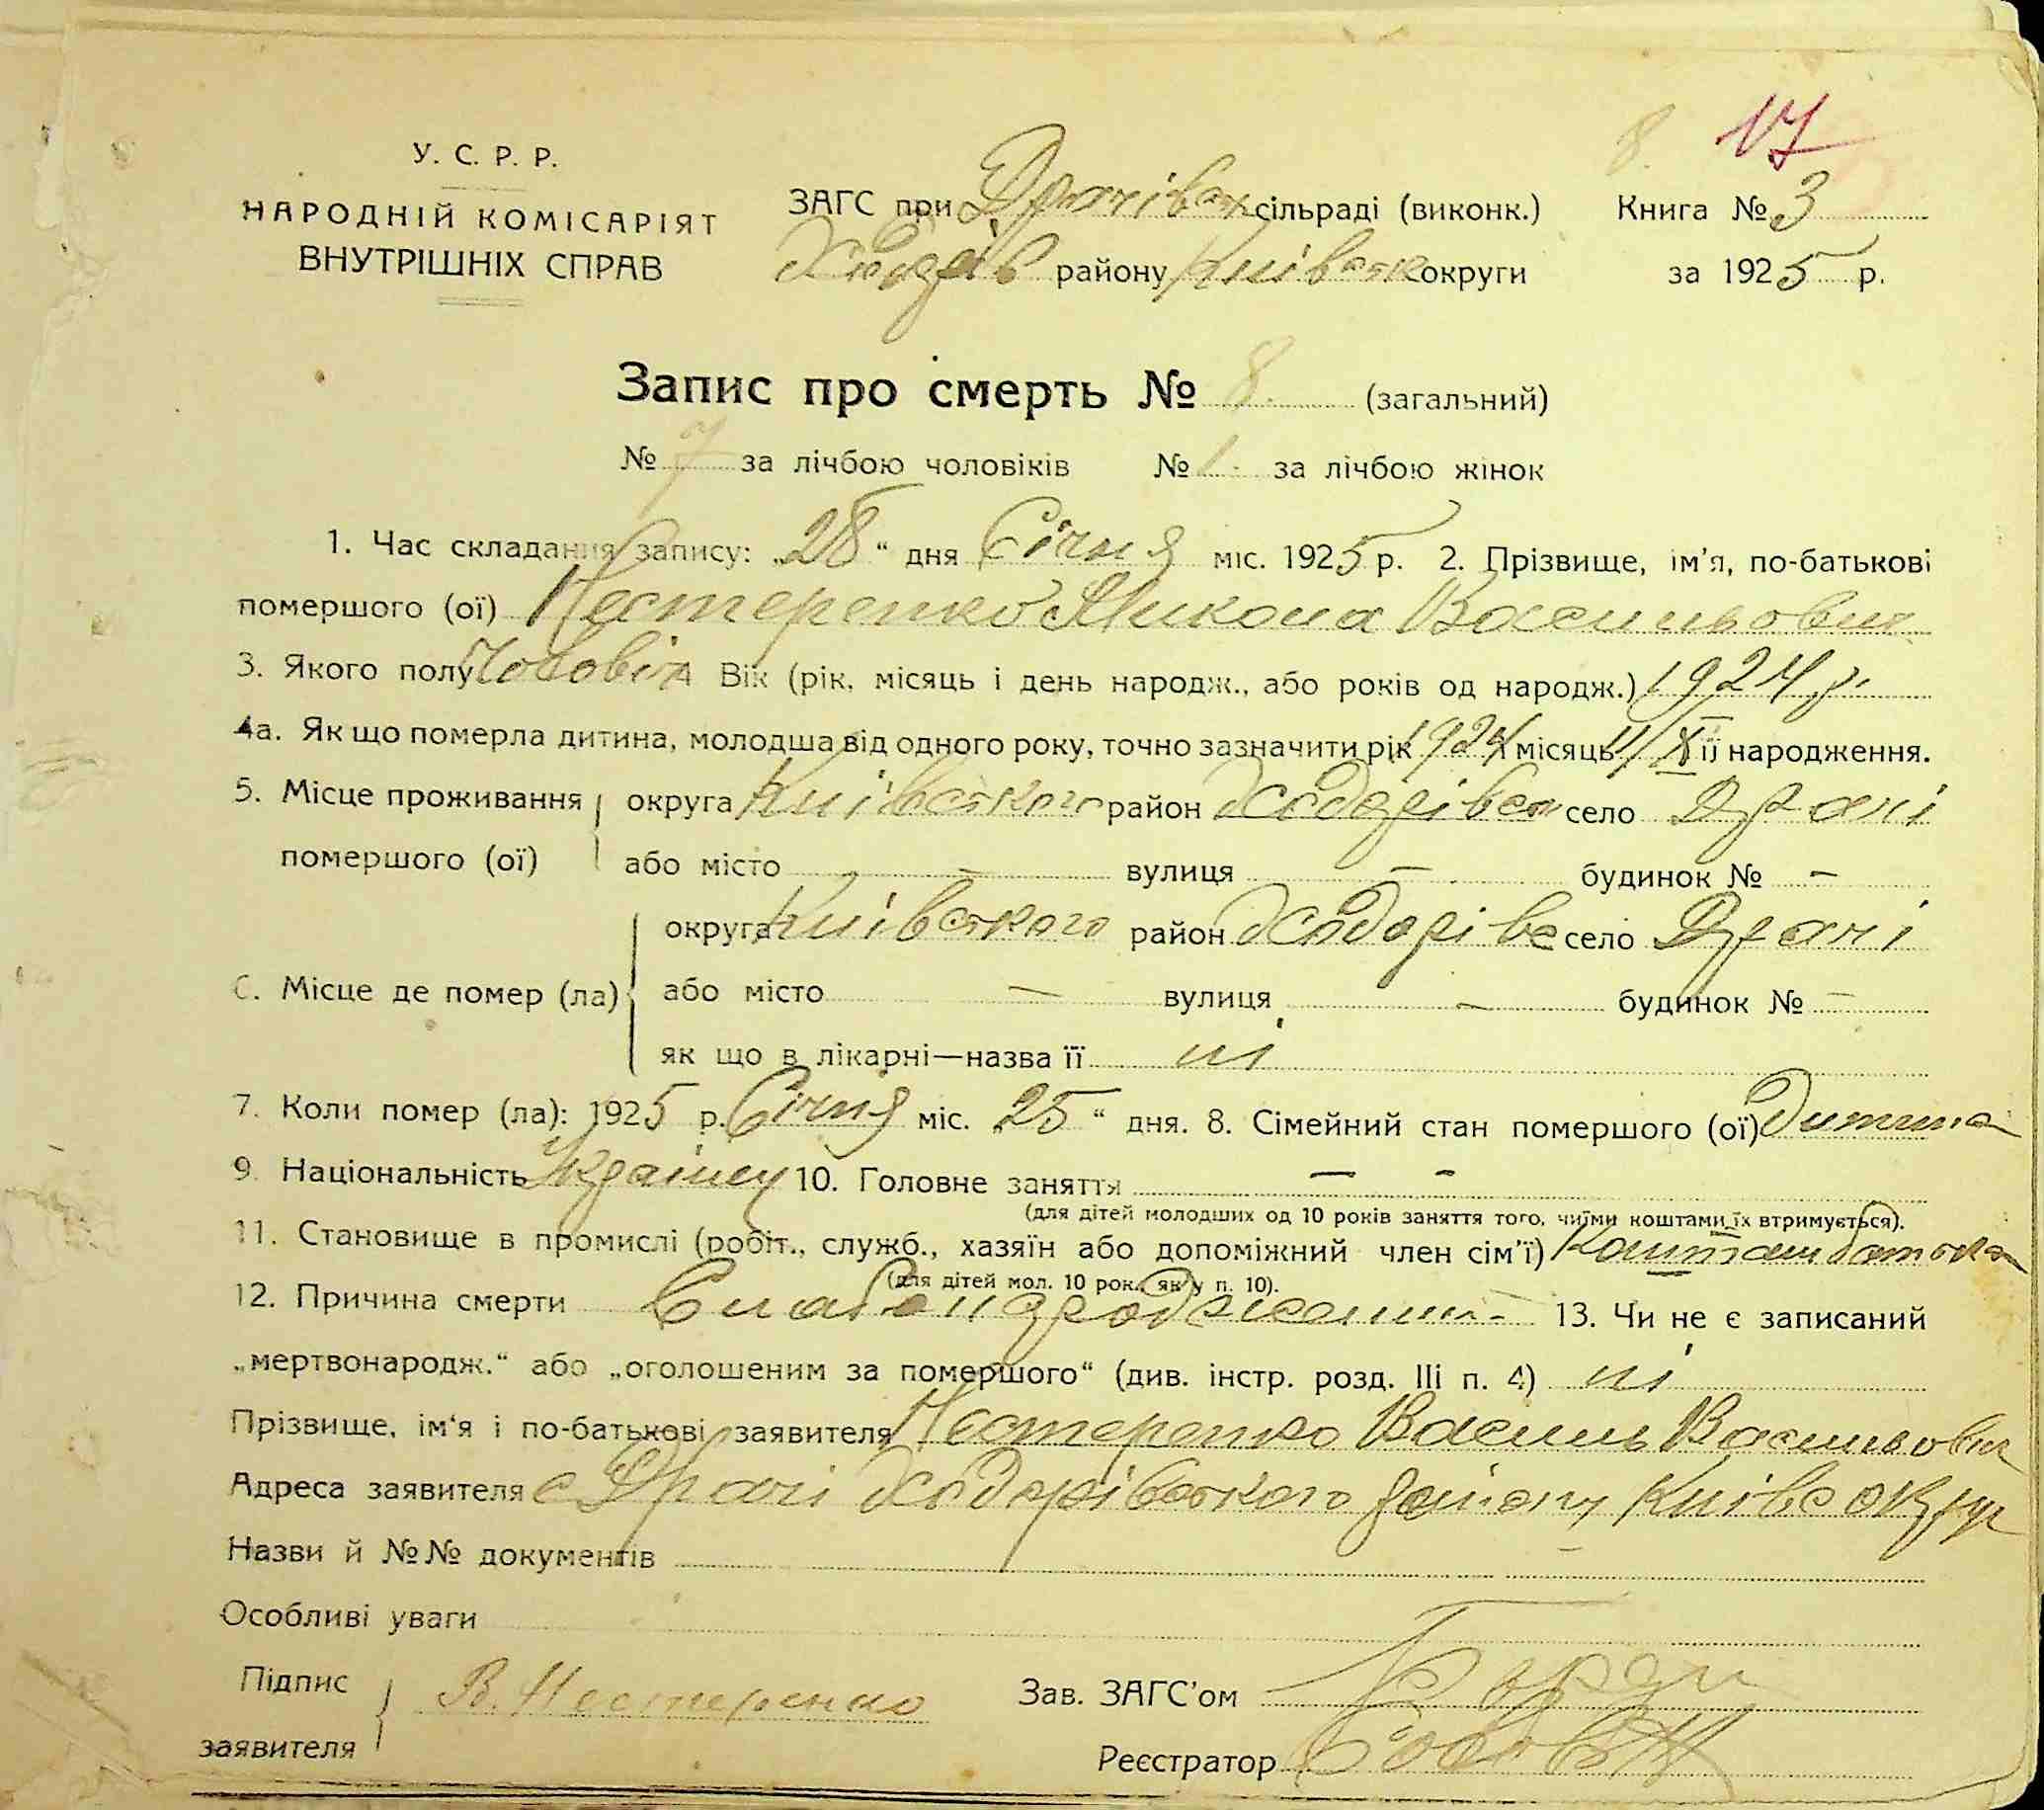 8. 17
У. С. Р. Р.
НАРОДНІЙ КОМІСАРІЯТ
ВНУТРІШНІХ СПРАВ
ЗАГС при Драчівск сільраді (виконк.) Книга № 3
Ходорів району Київськ округи за 1925 р.
Запис про смерть № 8. (загальний)
№ 7 за лічбою чоловіків № 1. за лічбою жінок
1. Час складання запису: „28“ дня Січня міс. 1925 р. 2. Прізвище, ім'я, по-батькові
помершого (ої) Нестеренко Микола Васильович
3. Якого полу Чоловіч 4 Вік (рік, місяць і день народж., або років од народж.) 1924 р.
4а. Як що померла дитина, молодша від одного року, точно зазначити рік 1924 місяць її народження.
5. Місце проживання округа Київського район Ходорівськ село Драчі
помершого (ої) або місто — вулиця — будинок № —
округа Київського район Ходорівс село Драчі
6. Місце де помер (ла) або місто — вулиця — будинок № —
як що в лікарні—назва її ні
7. Коли помер (ла): 1925 р. Січня міс. „25“ дня. 8. Сімейний стан помершого (ої) Дитина
9. Національність Україн 10. Головне заняття — -
(для дітей молодших од 10 років заняття того, чиїми коштами їх втримується).
11. Становище в промислі (робіт., служб., хазяїн або допоміжний член сім'ї) Коштом батька
(для дітей мол. 10 рок. як у п. 10).
12. Причина смерти 13. Чи не є записаний
„мертвонародж.“ або „оголошеним за помершого“ (див. інстр. розд. III п. 4) ні
Прізвище, ім'я і по-батькові заявителя Нестеренко Василь Васильович
Адреса заявителя с Драчі Ходорівського району Київс округ
Назви й №№ документів —
Особливі уваги
Підпис
заявителя В. Нестеренко
Зав. ЗАГС'ом
Реєстратор